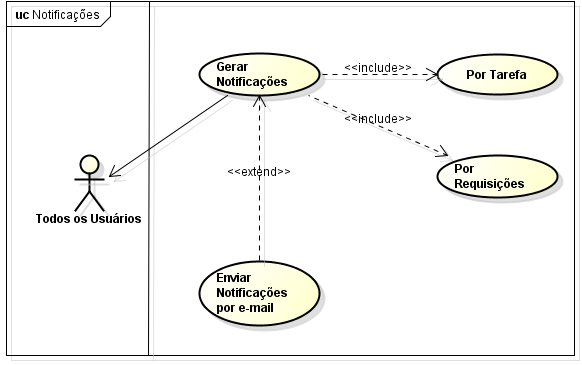 uc Notificações
Gerar
Notificações
<<include>>
Por Tarefa
<<include>>
Por
Requisições
<<extend>>
Todos os Usuários
Enviar
Notificações
por e-mail